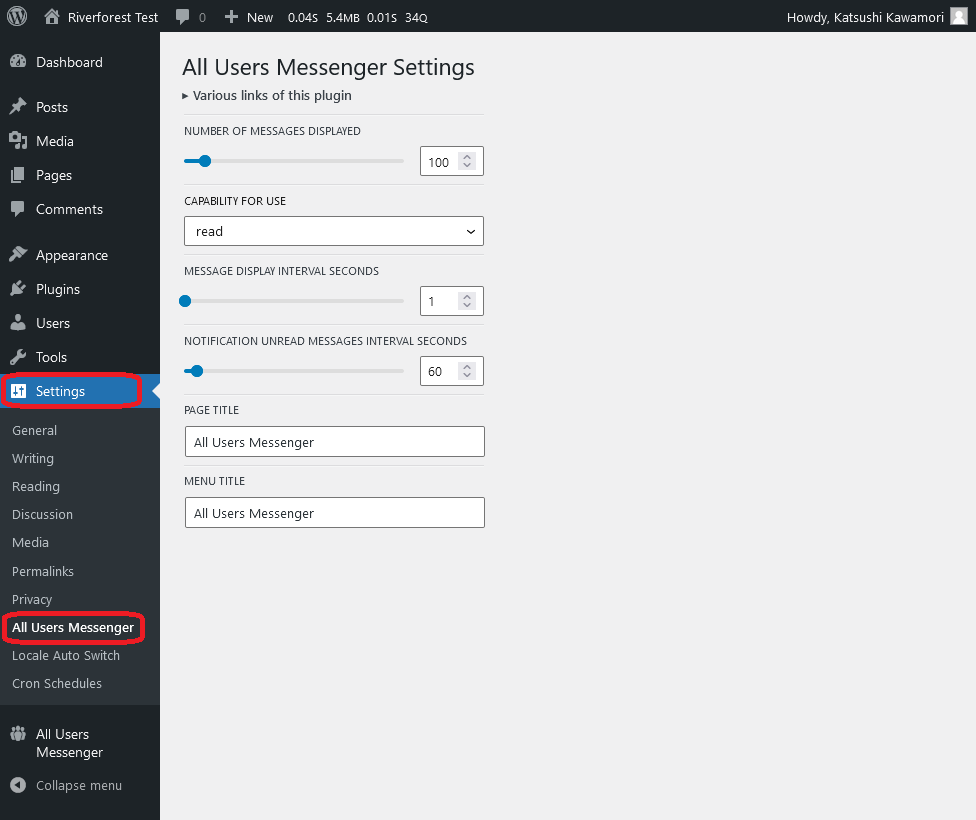 Riverforest Test 0 New 0.04S 5.4MB 0.01S 34Q Howdy, Katsushi Kawamori
Dashboard
Posts
Media
Pages
Comments
Appearance
Plugins
Users
Tools
Settings
General
Writing
Reading
Discussion
Media
Permalinks
Privacy
All Users Messenger
Locale Auto Switch
Cron Schedules
All Users
Messenger
Collapse menu
All Users Messenger Settings
Various links of this plugin
NUMBER OF MESSAGES DISPLAYED
100
CAPABILITY FOR USE
read
MESSAGE DISPLAY INTERVAL SECONDS
1
NOTIFICATION UNREAD MESSAGES INTERVAL SECONDS
60
PAGE TITLE
All Users Messenger
MENU TITLE
All Users Messenger